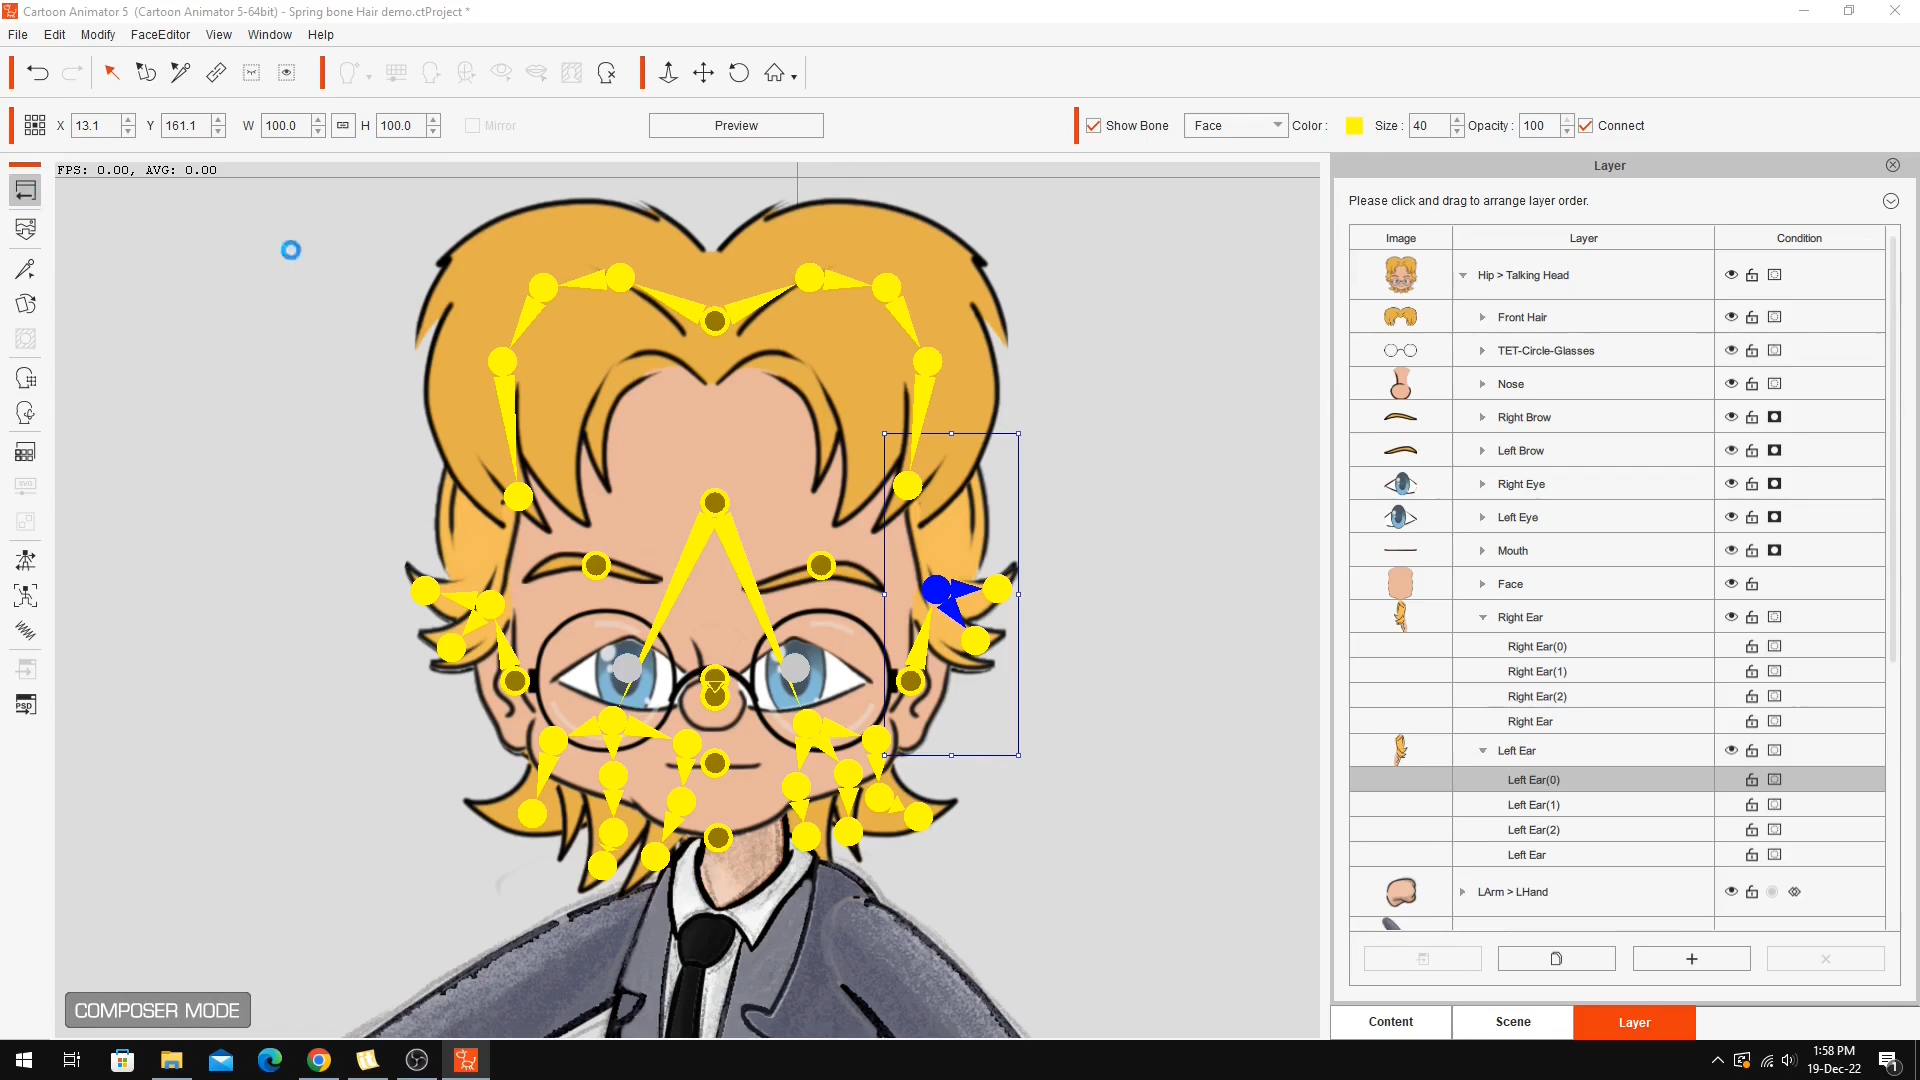 Cartoon Animator 5 (Cartoon Animator 5-64bit) - Spring bone Hair demo.ctProject *
File Edit Modify FaceEditor View Window Help
X 13.1 Y 161.1 W 100.0 H 100.0 Mirror Preview Show Bone Face Color : Size : 40 Opacity : 100 Connect
FPS: 0.00, AVG: 0.00
Layer
Please click and drag to arrange layer order.
Image Layer Condition
Hip > Talking Head
Front Hair
TET-Circle-Glasses
Nose
Right Brow
Left Brow
Right Eye
Left Eye
Mouth
Face
Right Ear
Right Ear(0)
Right Ear(1)
Right Ear(2)
Right Ear
Left Ear
Left Ear(0)
Left Ear(1)
Left Ear(2)
Left Ear
LArm > LHand
SVG
PSD
COMPOSER MODE
Content Scene Layer
1:58 PM
19-Dec-22
1